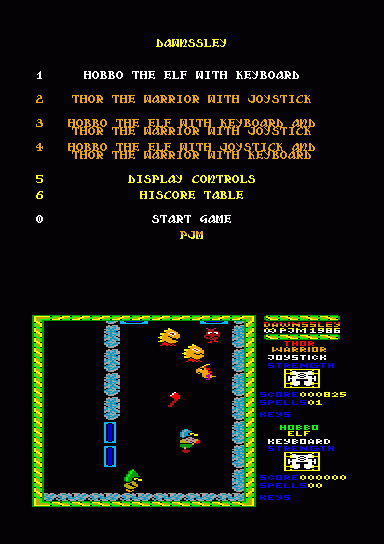 DAWNSSLEY
1 HOBBO THE ELF WITH KEYBOARD
2 THOR THE WARRIOR WITH JOYSTICK
3 HOBBO THE ELF WITH KEYBOARD AND
THOR THE WARRIOR WITH JOYSTICK
4 HOBBO THE ELF WITH JOYSTICK AND
THOR THE WARRIOR WITH KEYBOARD
5 DISPLAY CONTROLS
6 HISCORE TABLE
0 START GAME
PJM
DAWNSSLEY
© PJM 1986
THOR
WARRIOR
JOYSTICK
STRENGTH
SCORE000825
SPELLS01
KEYS
HOBBO
ELF
KEYBOARD
STRENGTH
SCORE000000
SPELLS00
KEYS